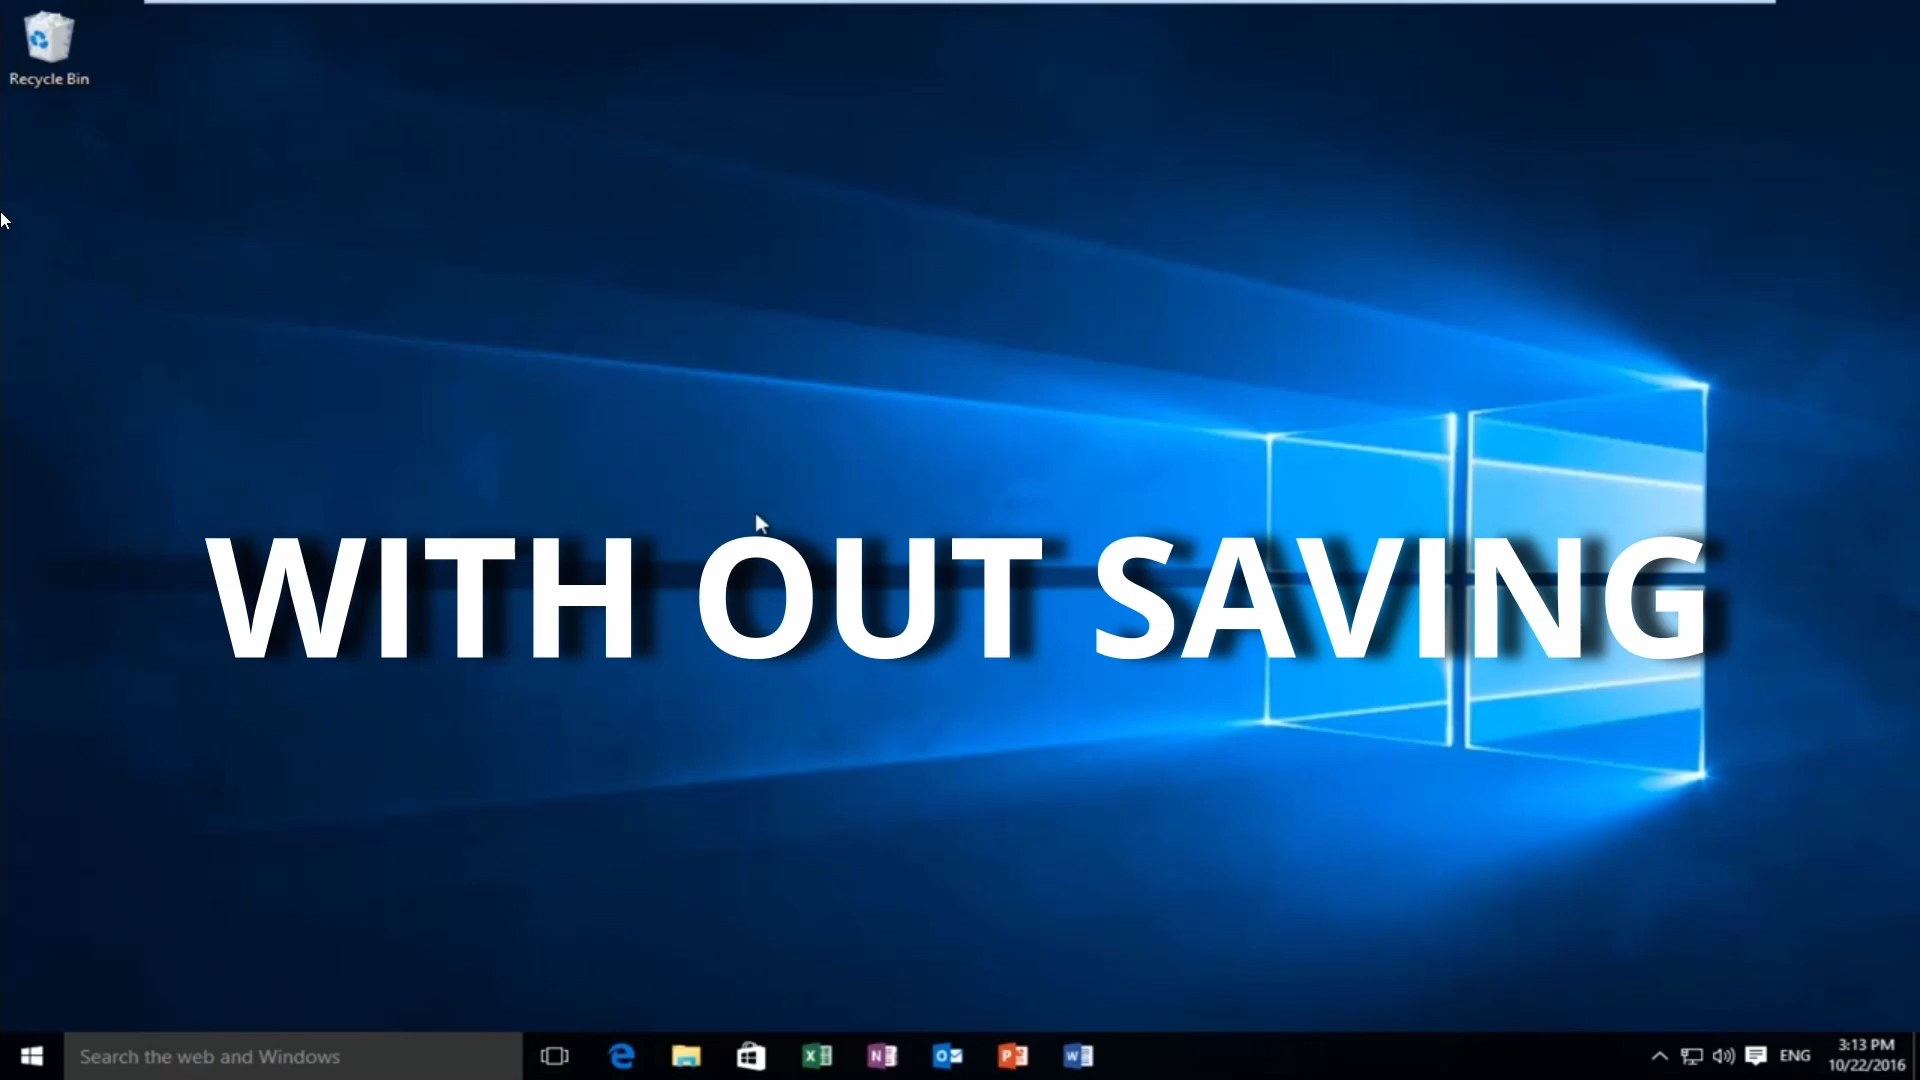 Recycle Bin
WITH OUT SAVING
Search the web and Windows
ENG
3:13 PM
10/22/2016